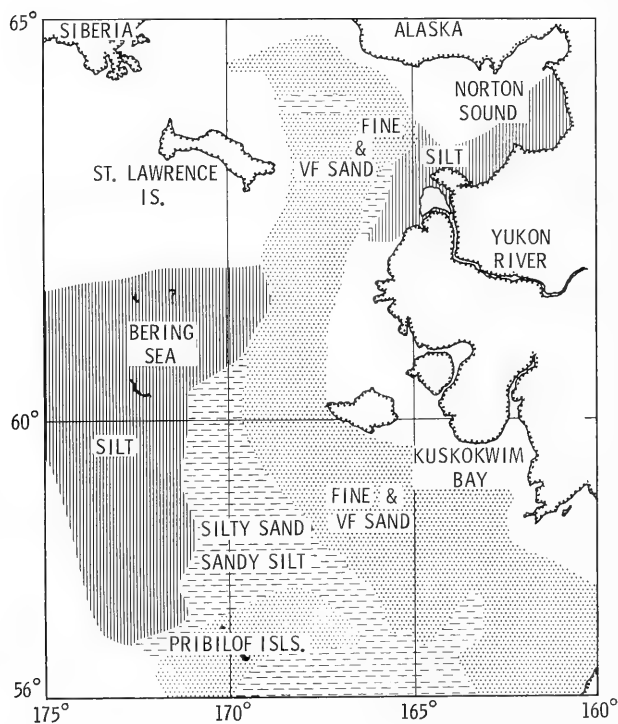 65°
SIBERIA
ALASKA
NORTON
SOUND
FINE
&
VF SAND
SILT
ST. LAWRENCE
IS.
YUKON
RIVER
?
BERING
SEA
60°
SILT
KUSKOKWIM
BAY
FINE &
VF SAND
SILTY SAND
SANDY SILT
PRIBILOF ISLS.
56°
175°
170°
165°
160°